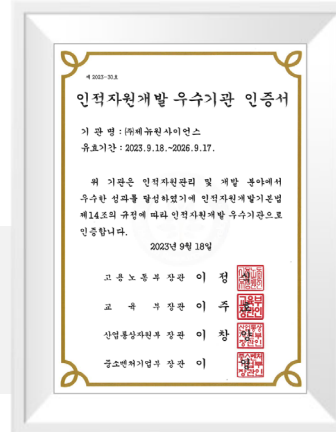 제 2023-30호
인적자원개발 우수기관 인증서
기 관 명 : ㈜제뉴원사이언스
유효기간 : 2023.9.18.~2026.9.17.
위 기관은 인적자원관리 및 개발 분야에서
우수한 성과를 달성하였기에 인적자원개발기본법
제14조의 규정에 따라 인적자원개발 우수기관으로
인증합니다.
2023년 9월 18일
고용노동부장관 이 정 식
교 육 부 장관 이 주
산업통상자원부 장관 이 창 양
중소벤처기업부 장관 이 영